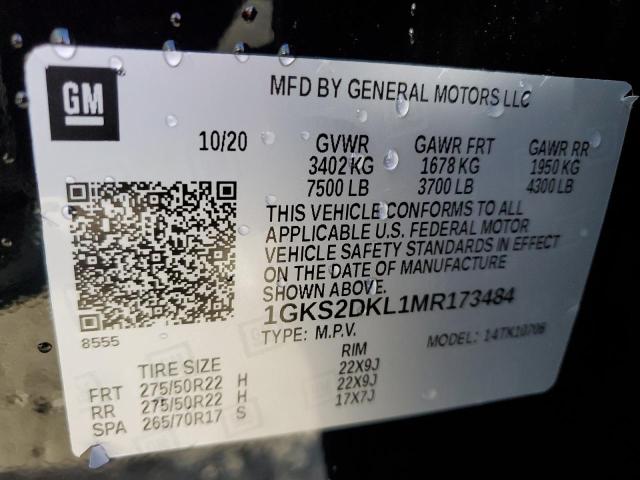 GM
MFD BY GENERAL MOTORS LLC
10/20 GVWR GAWR FRT GAWR RR
3402 KG 1678 KG 1950 KG
7500 LB 3700 LB 4300 LB
THIS VEHICLE CONFORMS TO ALL
APPLICABLE U.S. FEDERAL MOTOR
VEHICLE SAFETY STANDARDS IN EFFECT
ON THE DATE OF MANUFACTURE
SHOWN ABOVE.
1GKS2DKL1MR173484
8555 TYPE: M.P.V. MODEL: 14TK10706
TIRE SIZE RIM
FRT 275/50R22 H 22X9J
RR 275/50R22 H 22X9J
SPA 265/70R17 S 17X7J